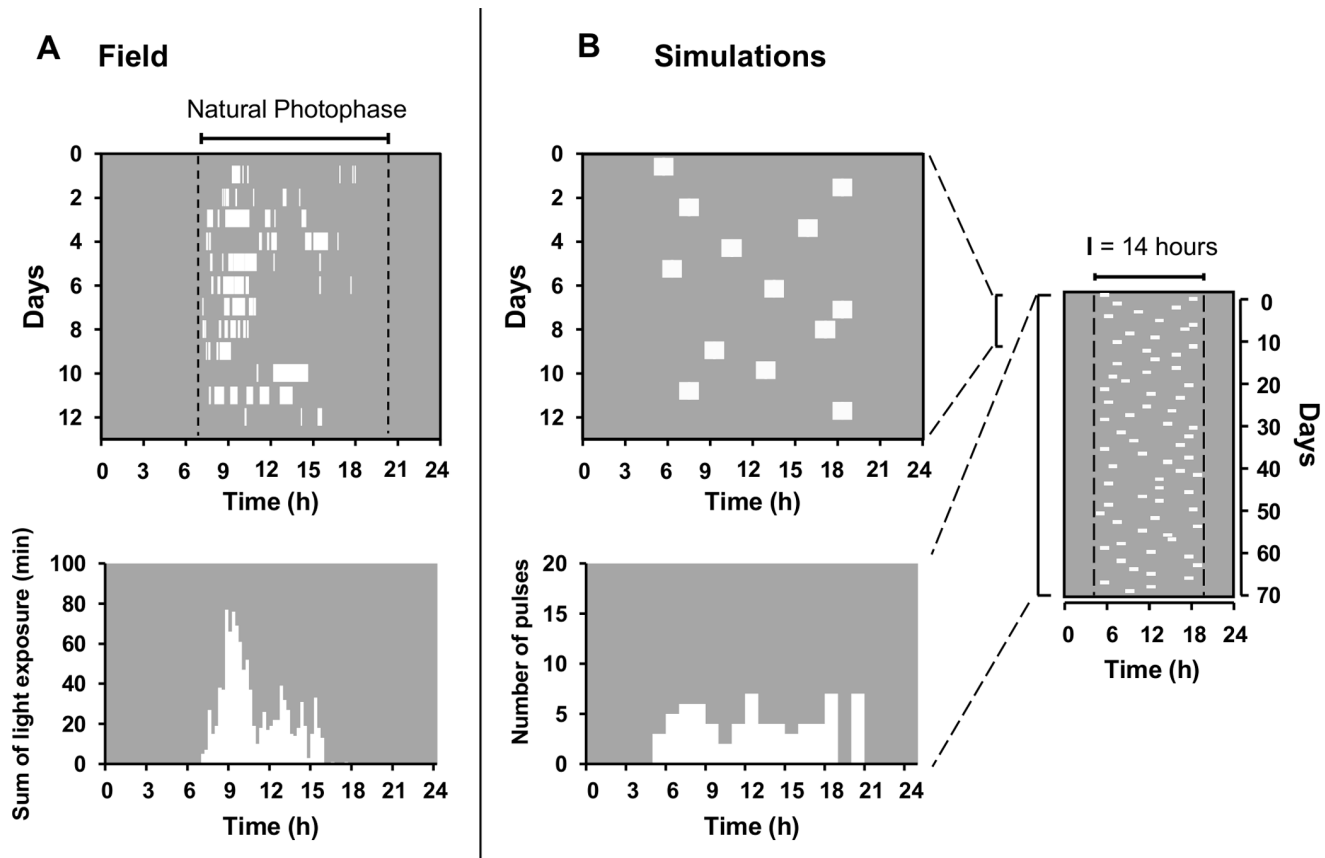 A Field
Natural Photophase
0
2
4
6
8
10
12
Days
0 3 6 9 12 15 18 21 24
Time (h)
100
80
60
40
20
0
Sum of light exposure (min)
0 3 6 9 12 15 18 21 24
Time (h)
B Simulations
0
2
4
6
8
10
12
Days
0 3 6 9 12 15 18 21 24
Time (h)
20
15
10
5
0
Number of pulses
0 3 6 9 12 15 18 21 24
Time (h)
I = 14 hours
0
10
20
30
40
50
60
70
Days
0 6 12 18 24
Time (h)